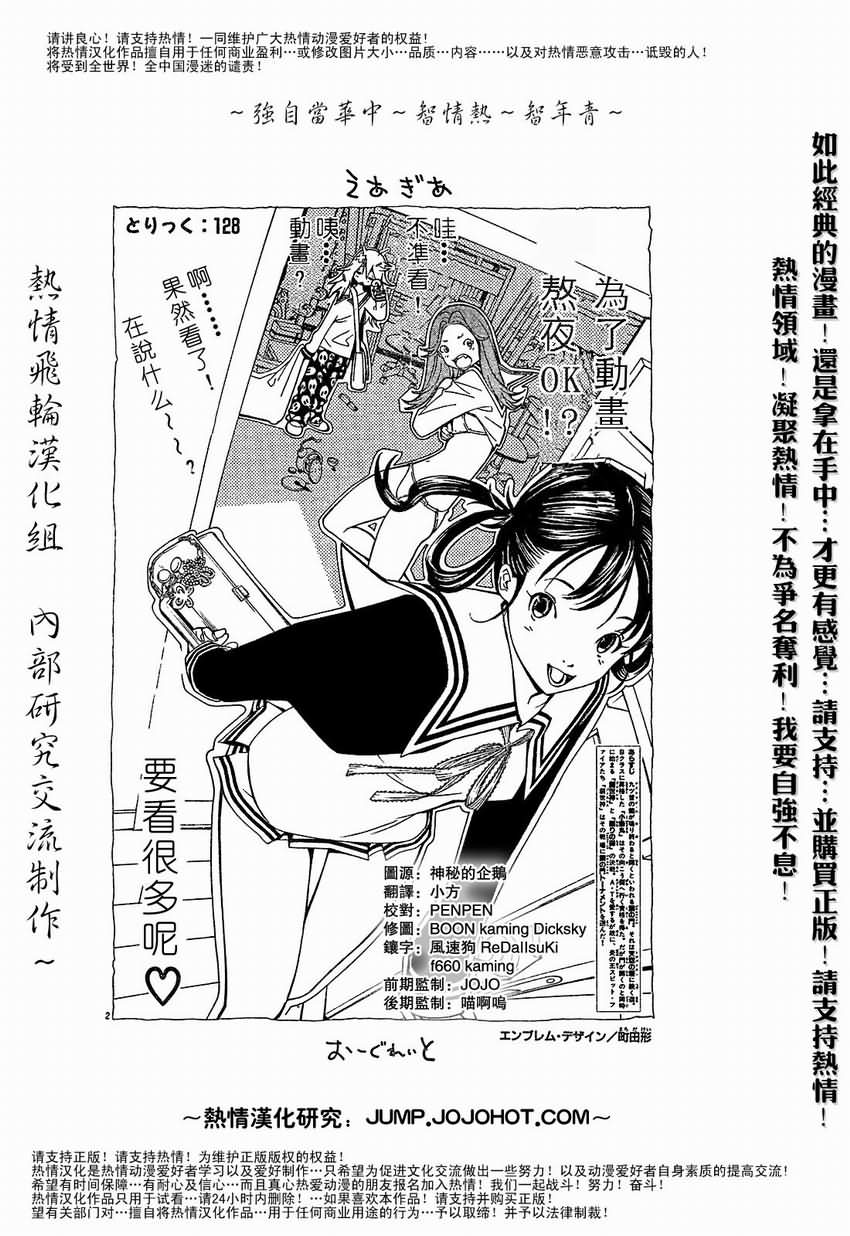 请讲良心！请支持热情！一同维护广大热情动漫爱好者的权益！
将热情汉化作品擅自用于任何商业盈利…或修改图片大小…品质…内容……以及对热情恶意攻击…诋毁的人！
将受到全世界！全中国漫迷的谴责！
～強自當華中～智情熱～智年青～
如此經典的漫畫！還是拿在手中…才更有感覺…請支持…並購買正版！請支持熱情！
熱情領域！凝聚熱情！不為爭名奪利！我要自強不息！
えあぎあ
とりっく：128
為了動畫
熬夜OK！？
哇……
不準看！
咦……
動畫？
啊……
果然看了！
在說什么～～？
熱情飛輪漢化組 內部研究交流制作～
要看很多呢♡
あらすじ
圖源：神秘的企鵝
翻譯：小方
校對：PENPEN
修圖：BOON kaming Dicksky
鑲字：風速狗 ReDaIIsuKi
f660 kaming
前期監制：JOJO
後期監制：喵啊嗚
2
エンブレム・デザイン／町田形
おーぐれいと
～熱情漢化研究：JUMP.JOJOHOT.COM～
请支持正版！请支持热情！为维护正版版权的权益！
热情汉化是热情动漫爱好者学习以及爱好制作…只希望为促进文化交流做出一些努力！以及动漫爱好者自身素质的提高交流！
希望有时间保障…有耐心及信心…而且真心热爱动漫的朋友报名加入热情！我们一起战斗！努力！奋斗！
热情汉化作品只用于试看…请24小时内删除！…如果喜欢本作品！请支持并购买正版！
望有关部门对…擅自将热情汉化作品…用于任何商业用途的行为…予以取缔！并予以法律制裁！